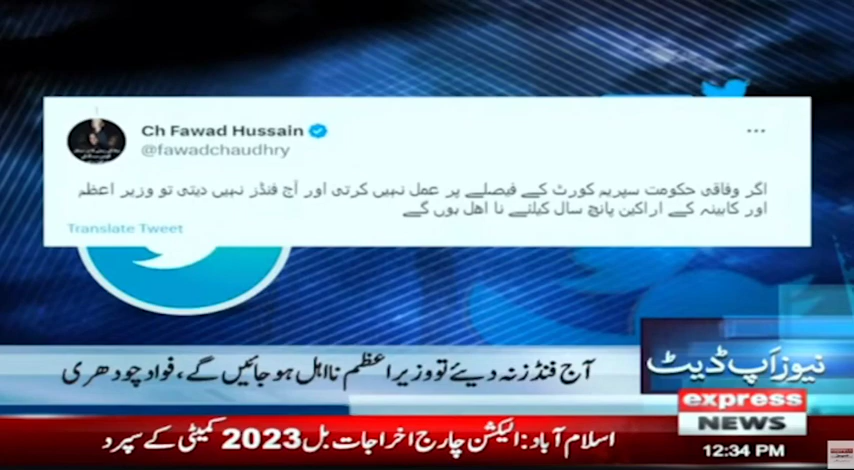 Ch Fawad Hussain
@fawadchaudhry
اگر وفاقی حکومت سپریم کورٹ کے فیصلے پر عمل نہیں کرتی اور آج فنڈز نہیں دیتی تو وزیر اعظم
اور کابینہ کے اراکین پانچ سال کیلئے نا اھل ہوں گے
Translate Tweet
آج فنڈز نہ دیئے تو وزیراعظم نااہل ہو جائیں گے، فواد چودھری
نیوز اَپ ڈیٹ
express
NEWS
اسلام آباد: الیکشن چارج اخراجات بل 2023 کمیٹی کے سپرد
12:34 PM